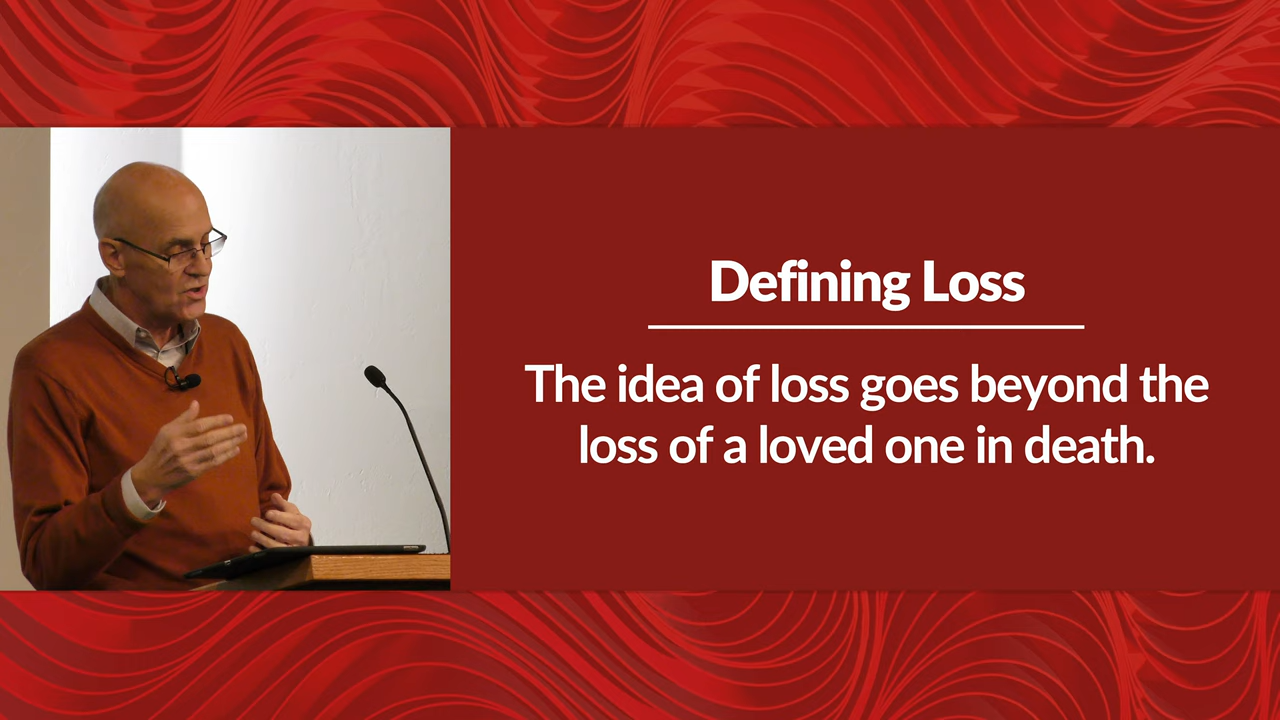 Defining Loss
The idea of loss goes beyond the
loss of a loved one in death.